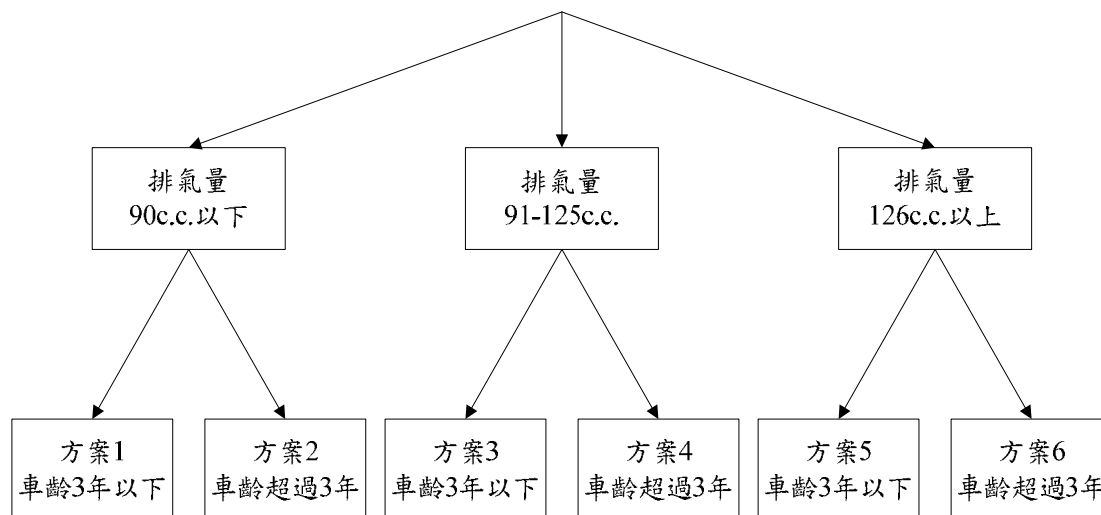 排氣量
90c.c.以下
排氣量
91-125c.c.
排氣量
126c.c.以上
方案1
車齡3年以下
方案2
車齡超過3年
方案3
車齡3年以下
方案4
車齡超過3年
方案5
車齡3年以下
方案6
車齡超過3年